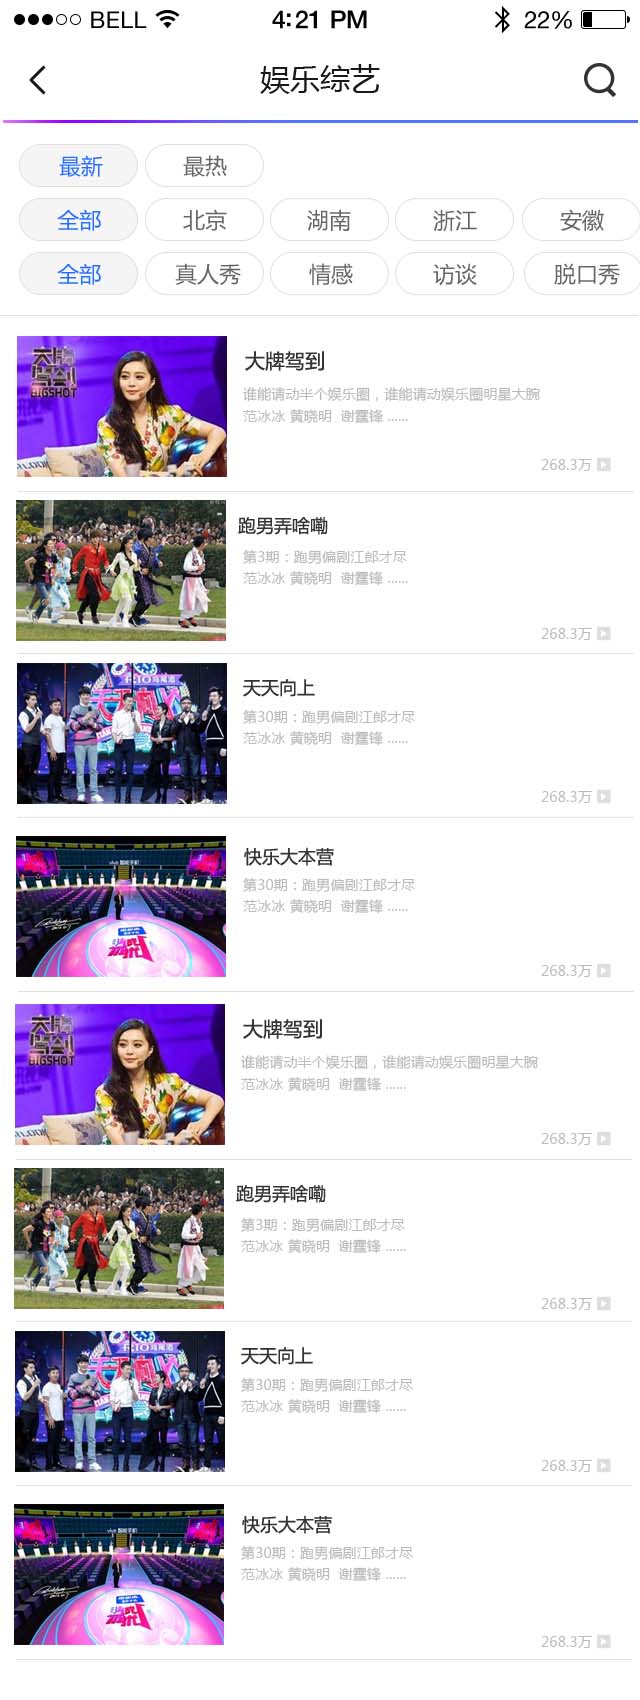 BELL 4:21 PM 22%
娱乐综艺
最新 最热
全部 北京 湖南 浙江 安徽
全部 真人秀 情感 访谈 脱口秀
大牌驾到
BIGSHOT
谁能请动半个娱乐圈，谁能请动娱乐圈明星大腕
范冰冰 黄晓明 谢霆锋 ......
268.3万
跑男弄啥嘞
第3期：跑男偏剧江郎才尽
范冰冰 黄晓明 谢霆锋 ......
268.3万
天天向上
第30期：跑男偏剧江郎才尽
范冰冰 黄晓明 谢霆锋 ......
268.3万
快乐大本营
第30期：跑男偏剧江郎才尽
范冰冰 黄晓明 谢霆锋 ......
268.3万
大牌驾到
BIGSHOT
谁能请动半个娱乐圈，谁能请动娱乐圈明星大腕
范冰冰 黄晓明 谢霆锋 ......
268.3万
跑男弄啥嘞
第3期：跑男偏剧江郎才尽
范冰冰 黄晓明 谢霆锋 ......
268.3万
天天向上
第30期：跑男偏剧江郎才尽
范冰冰 黄晓明 谢霆锋 ......
268.3万
快乐大本营
第30期：跑男偏剧江郎才尽
范冰冰 黄晓明 谢霆锋 ......
268.3万